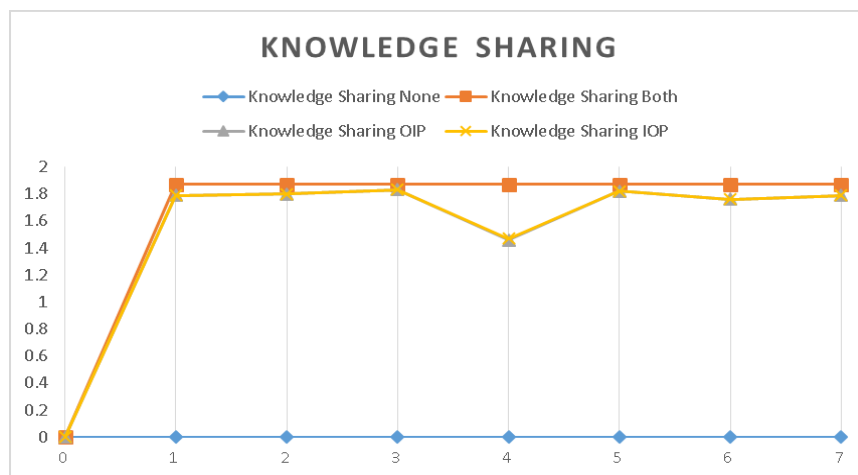 KNOWLEDGE SHARING
Knowledge Sharing None Knowledge Sharing Both
Knowledge Sharing OIP Knowledge Sharing IOP
2
1.8
1.6
1.4
1.2
1
0.8
0.6
0.4
0.2
0
0 1 2 3 4 5 6 7